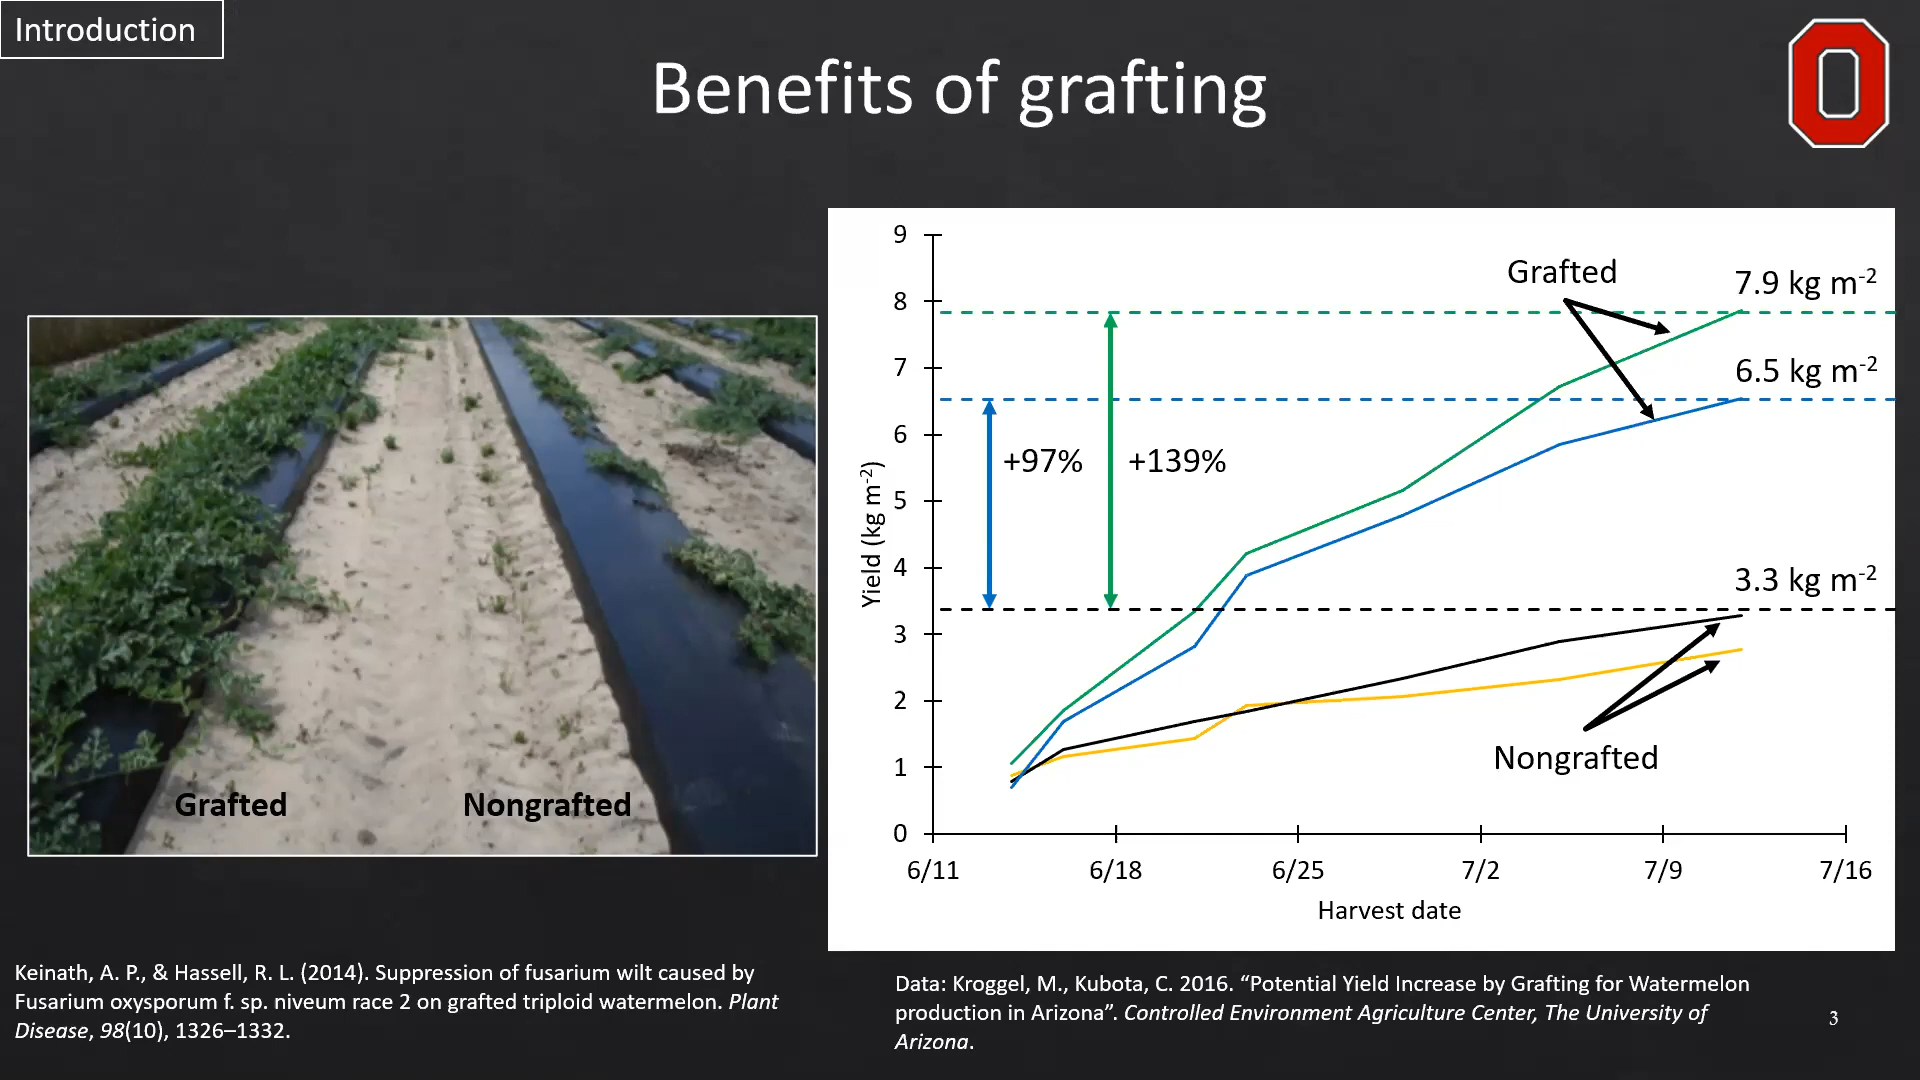 Introduction
Benefits of grafting
Grafted
Nongrafted
9
8
7
6
5
4
3
2
1
0
Yield (kg m-2)
6/11
6/18
6/25
7/2
7/9
7/16
Harvest date
Grafted
7.9 kg m-2
6.5 kg m-2
+97%
+139%
3.3 kg m-2
Nongrafted
Keinath, A. P., & Hassell, R. L. (2014). Suppression of fusarium wilt caused by
Fusarium oxysporum f. sp. niveum race 2 on grafted triploid watermelon. Plant
Disease, 98(10), 1326–1332.
Data: Kroggel, M., Kubota, C. 2016. “Potential Yield Increase by Grafting for Watermelon
production in Arizona”. Controlled Environment Agriculture Center, The University of
Arizona.
3